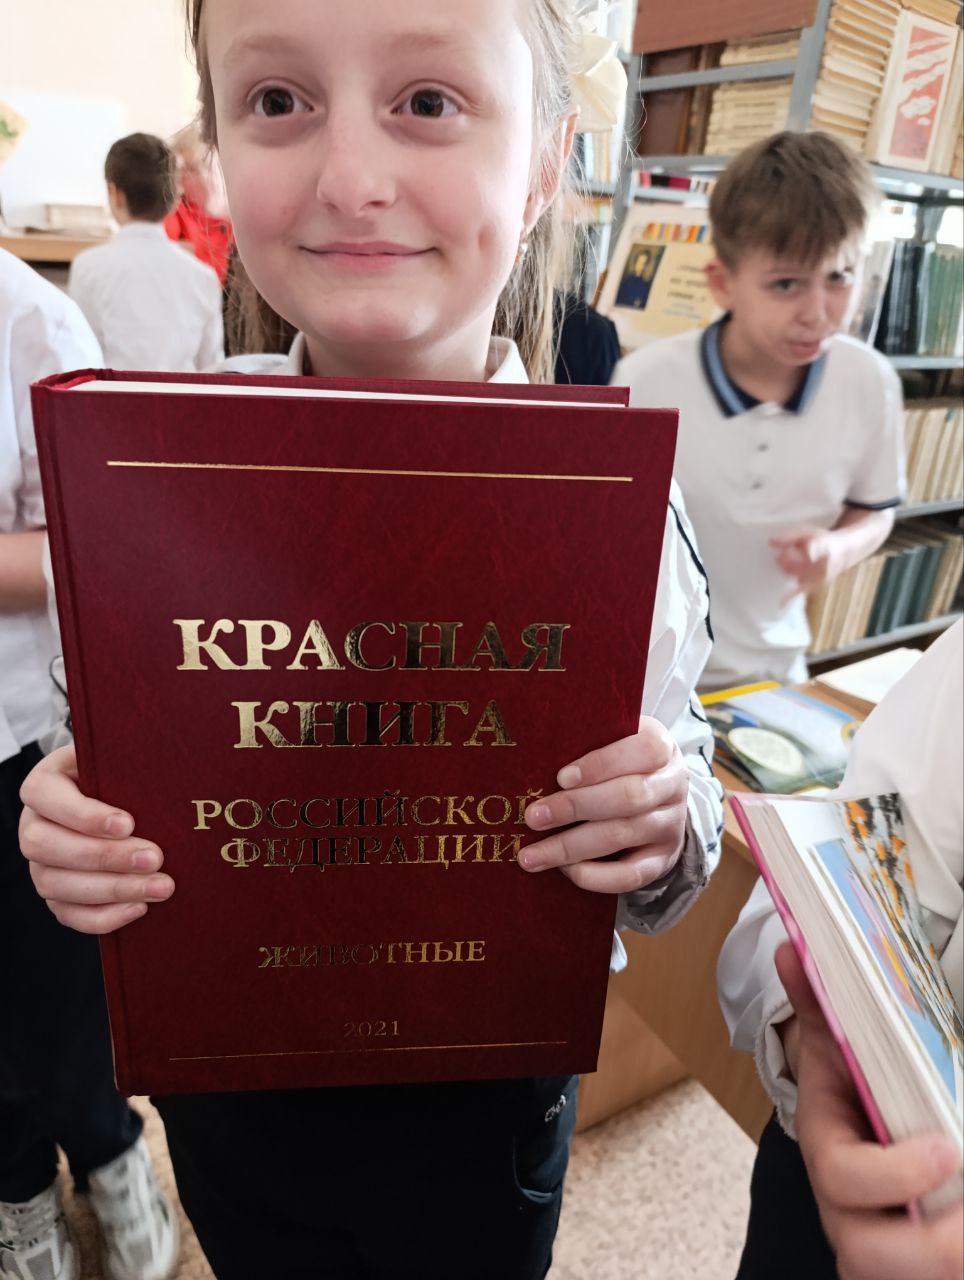 КРАСНАЯ
КНИГА
РОССИЙСКОЙ
ФЕДЕРАЦИИ
ЖИВОТНЫЕ
2021